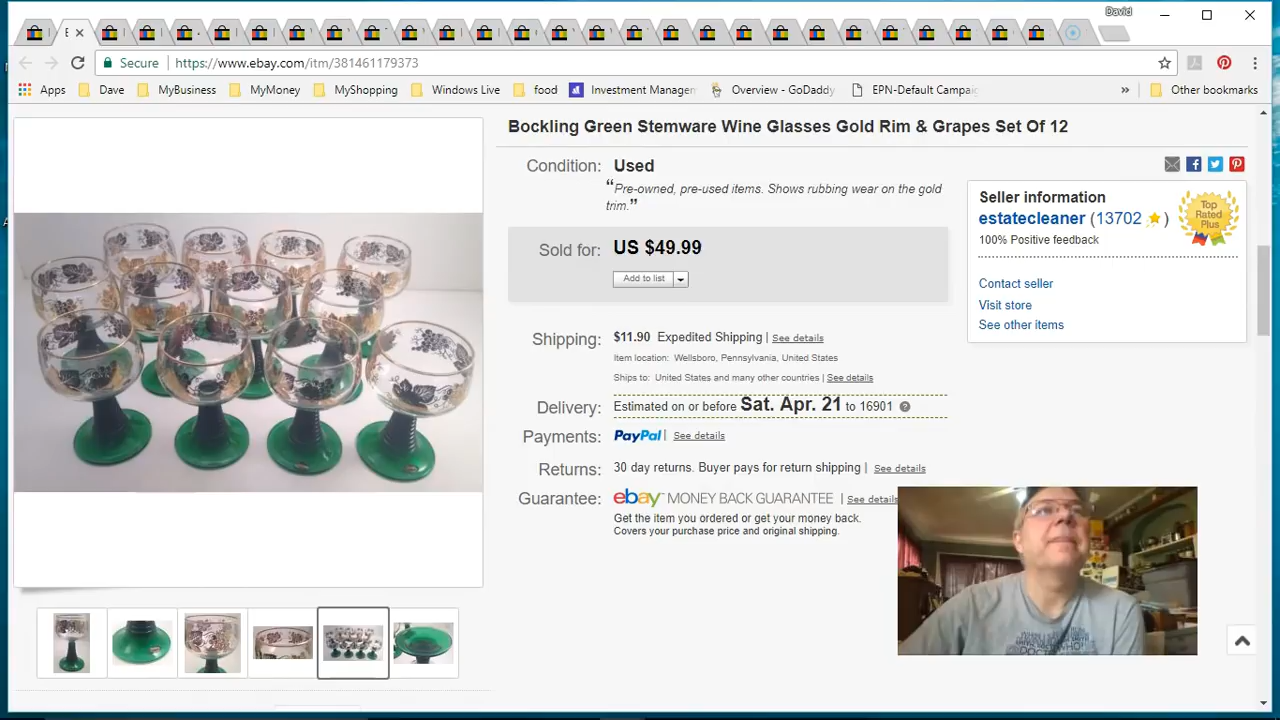 David
Secure https://www.ebay.com/itm/381461179373
Apps Dave MyBusiness MyMoney MyShopping Windows Live food Investment Manager Overview - GoDaddy EPN-Default Campai » Other bookmarks
Bockling Green Stemware Wine Glasses Gold Rim & Grapes Set Of 12
Condition: Used
“Pre-owned, pre-used items. Shows rubbing wear on the gold
trim.”
Sold for: US $49.99
Add to list
Shipping: $11.90 Expedited Shipping | See details
Item location: Wellsboro, Pennsylvania, United States
Ships to: United States and many other countries | See details
Delivery: Estimated on or before Sat. Apr. 21 to 16901 ?
Payments: PayPal | See details
Returns: 30 day returns. Buyer pays for return shipping | See details
Guarantee: ebay MONEY BACK GUARANTEE | See details
Get the item you ordered or get your money back.
Covers your purchase price and original shipping.
Seller information
estatecleaner (13702 )
100% Positive feedback
Top
Rated
Plus
Contact seller
Visit store
See other items